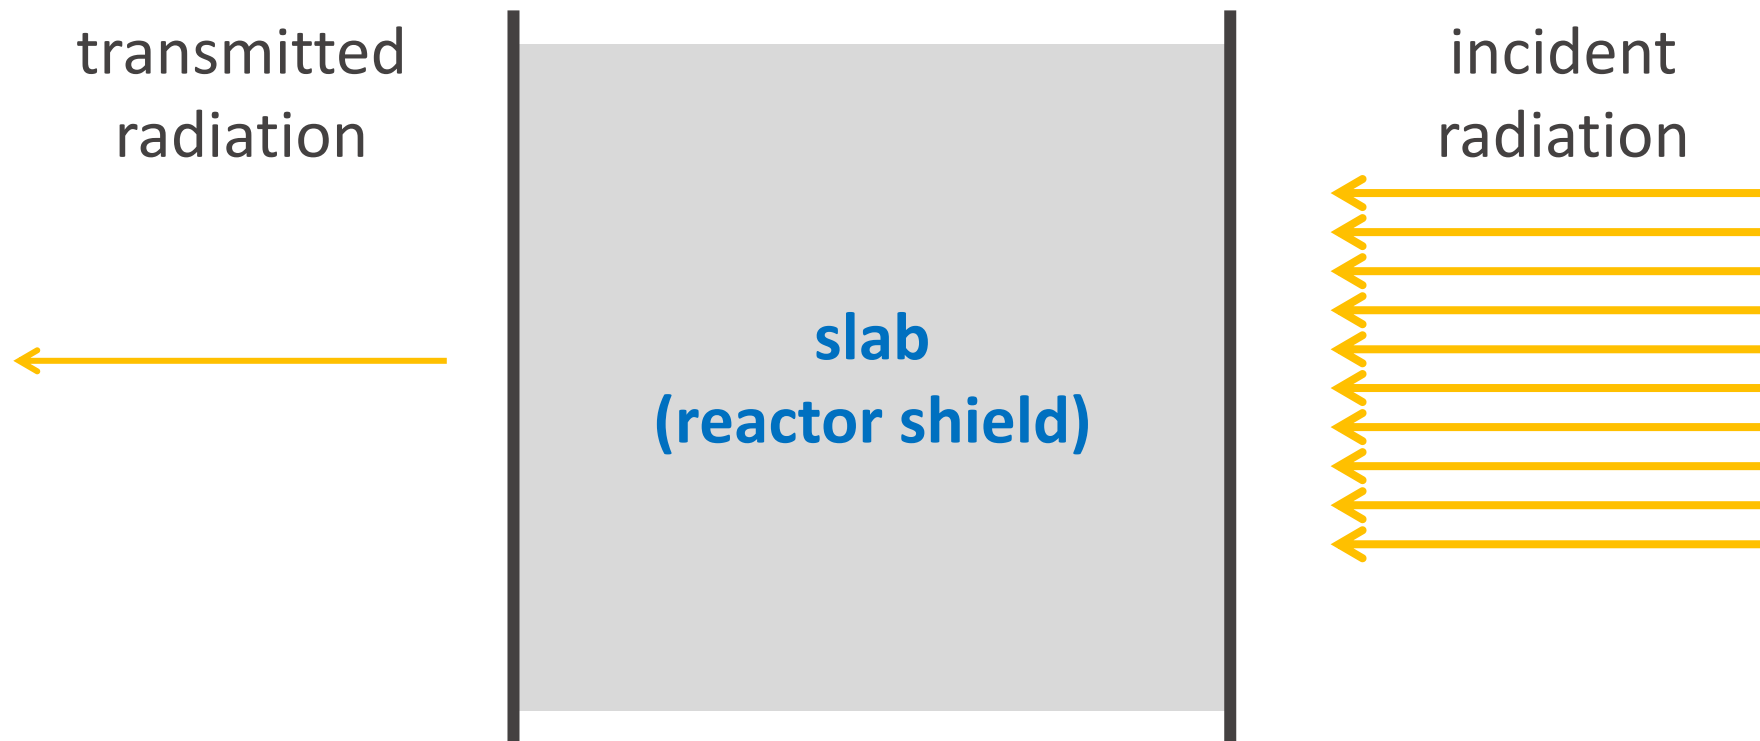 transmitted
radiation
slab
(reactor shield)
incident
radiation